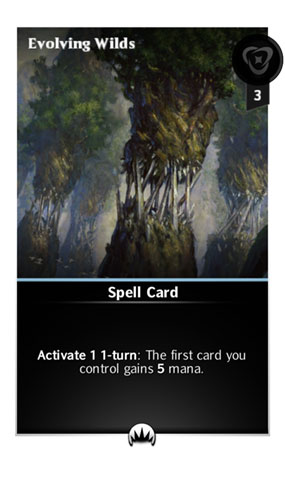 Evolving Wilds
3
Spell Card
Activate 1 1-turn: The first card you
control gains 5 mana.